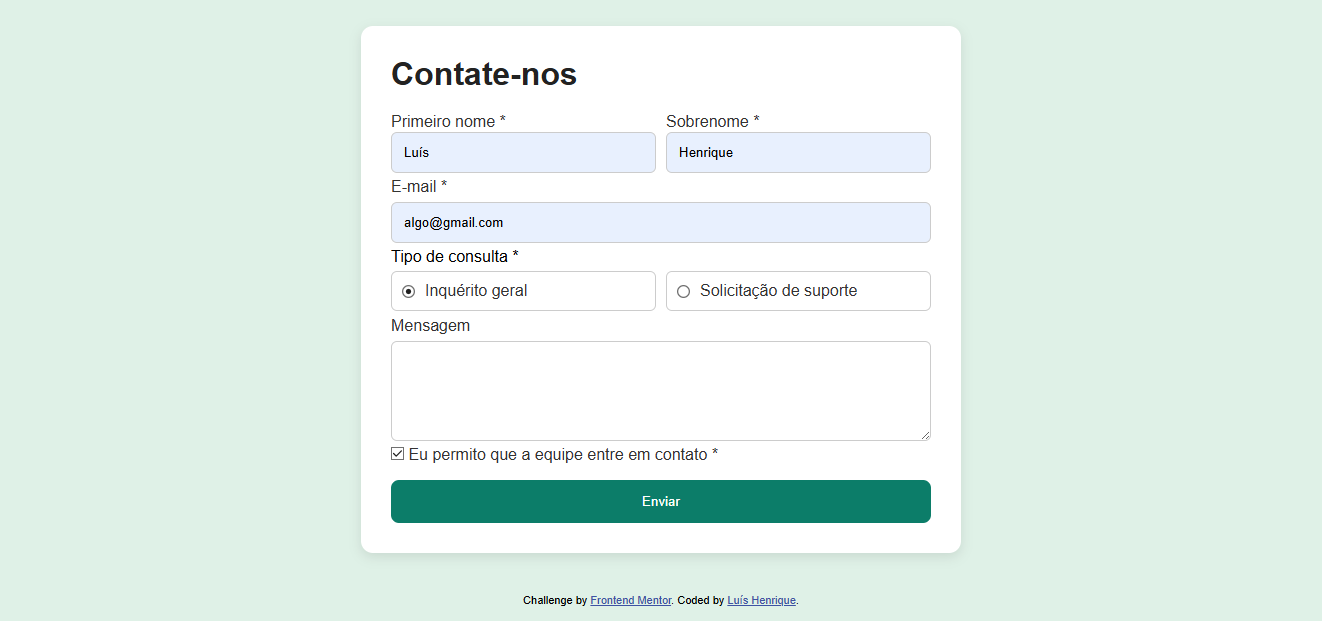 Contate-nos
Primeiro nome * Sobrenome *
Luís Henrique
E-mail *
algo@gmail.com
Tipo de consulta *
Inquérito geral Solicitação de suporte
Mensagem
Eu permito que a equipe entre em contato *
Enviar
Challenge by Frontend Mentor. Coded by Luís Henrique.